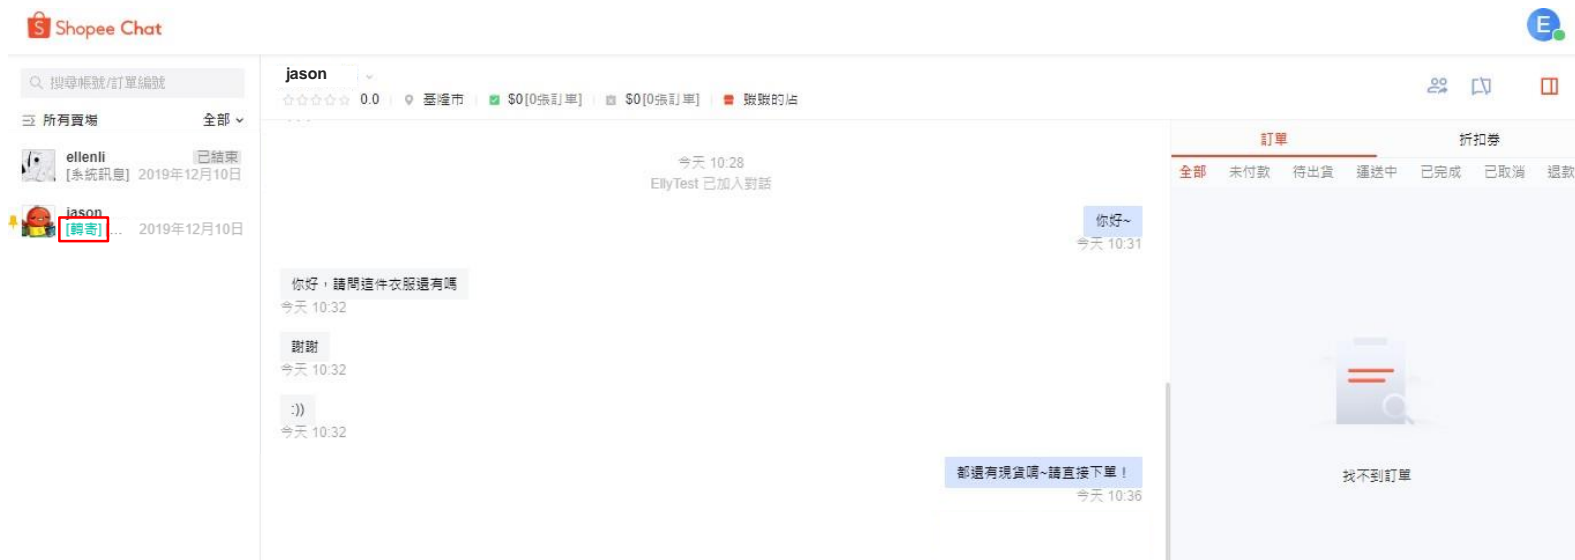 Shopee Chat
E
搜尋帳號/訂單編號
所有賣場
全部
ellenli
已結束
[系統訊息] 2019年12月10日
jason
[轉寄] ... 2019年12月10日
jason
0.0 基隆市 $0[0張訂單] $0[0張訂單]
今天 10:28
EllyTest 已加入對話
你好~
今天 10:31
你好，請問這件衣服還有嗎
今天 10:32
謝謝
今天 10:32
:))
今天 10:32
都還有現貨唷~請直接下單！
今天 10:36
訂單
折扣券
全部 未付款 待出貨 運送中 已完成 已取消 退款
找不到訂單